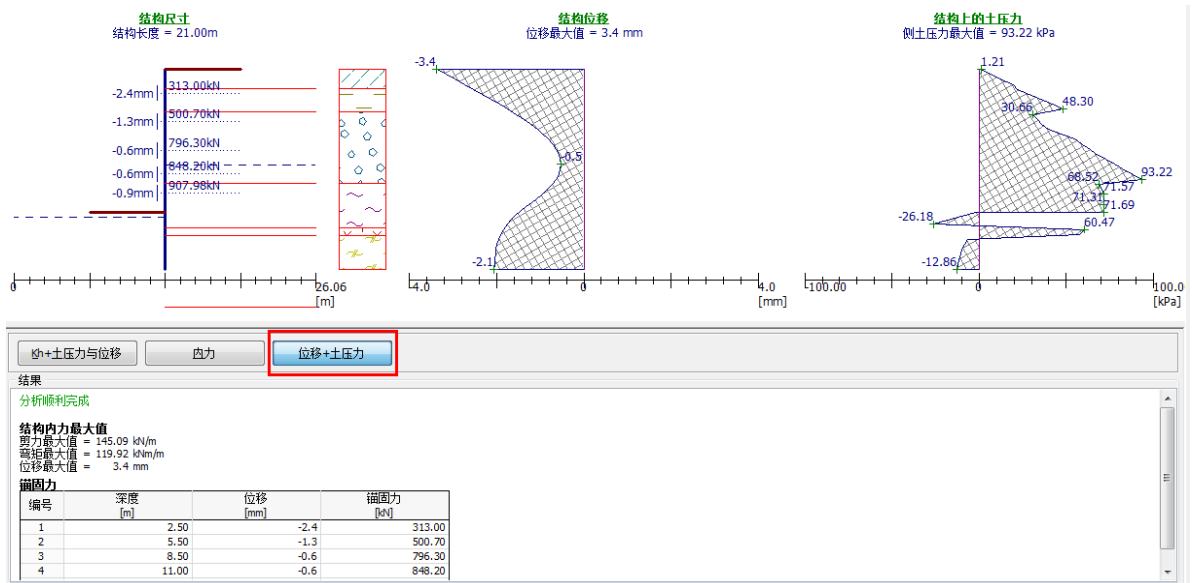 结构尺寸
结构长度 = 21.00m
-2.4mm
313.00kN
-1.3mm
500.70kN
-0.6mm
796.30kN
-0.6mm
848.20kN
-0.9mm
907.98kN
0
26.06
[m]
结构位移
位移最大值 = 3.4 mm
-3.4
-0.5
-2.1
-4.0
0
4.0
[mm]
结构上的土压力
侧土压力最大值 = 93.22 kPa
1.21
48.30
30.66
93.22
68.52
71.57
71.31
71.69
-26.18
60.47
-12.86
-100.00
0
100.0
[kPa]
Kh+土压力与位移
内力
位移+土压力
结果
分析顺利完成
结构内力最大值
剪力最大值 = 145.09 kN/m
弯矩最大值 = 119.92 kNm/m
位移最大值 = 3.4 mm
锚固力
编号 深度 位移 锚固力
[m] [mm] [kN]
1 2.50 -2.4 313.00
2 5.50 -1.3 500.70
3 8.50 -0.6 796.30
4 11.00 -0.6 848.20